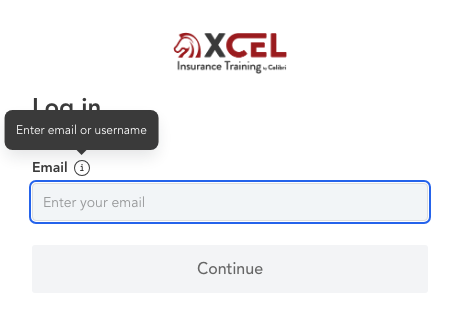 XCEL
Insurance Training by Colibri
Log in
Enter email or username
Email
Enter your email
Continue